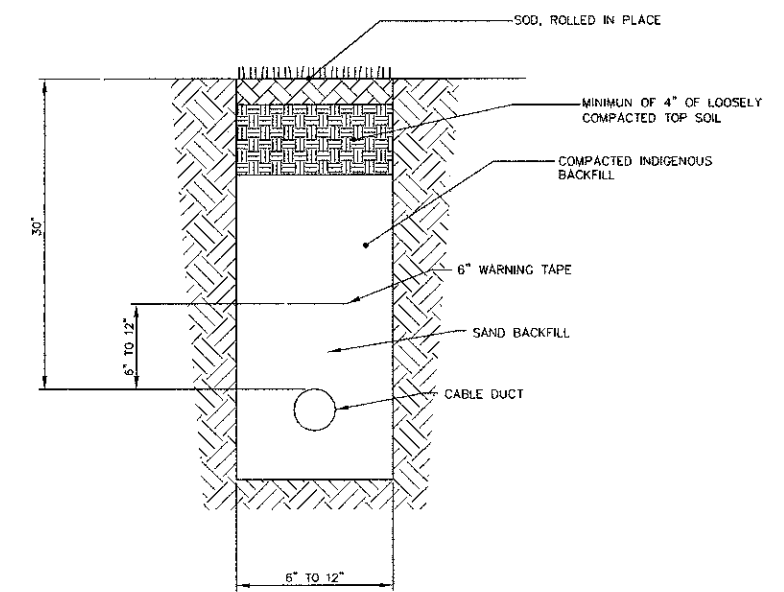 SOD, ROLLED IN PLACE
MINIMUN OF 4" OF LOOSELY
COMPACTED TOP SOIL
COMPACTED INDIGENOUS
BACKFILL
30"
6" WARNING TAPE
6" TO 12"
SAND BACKFILL
CABLE DUCT
6" TO 12"